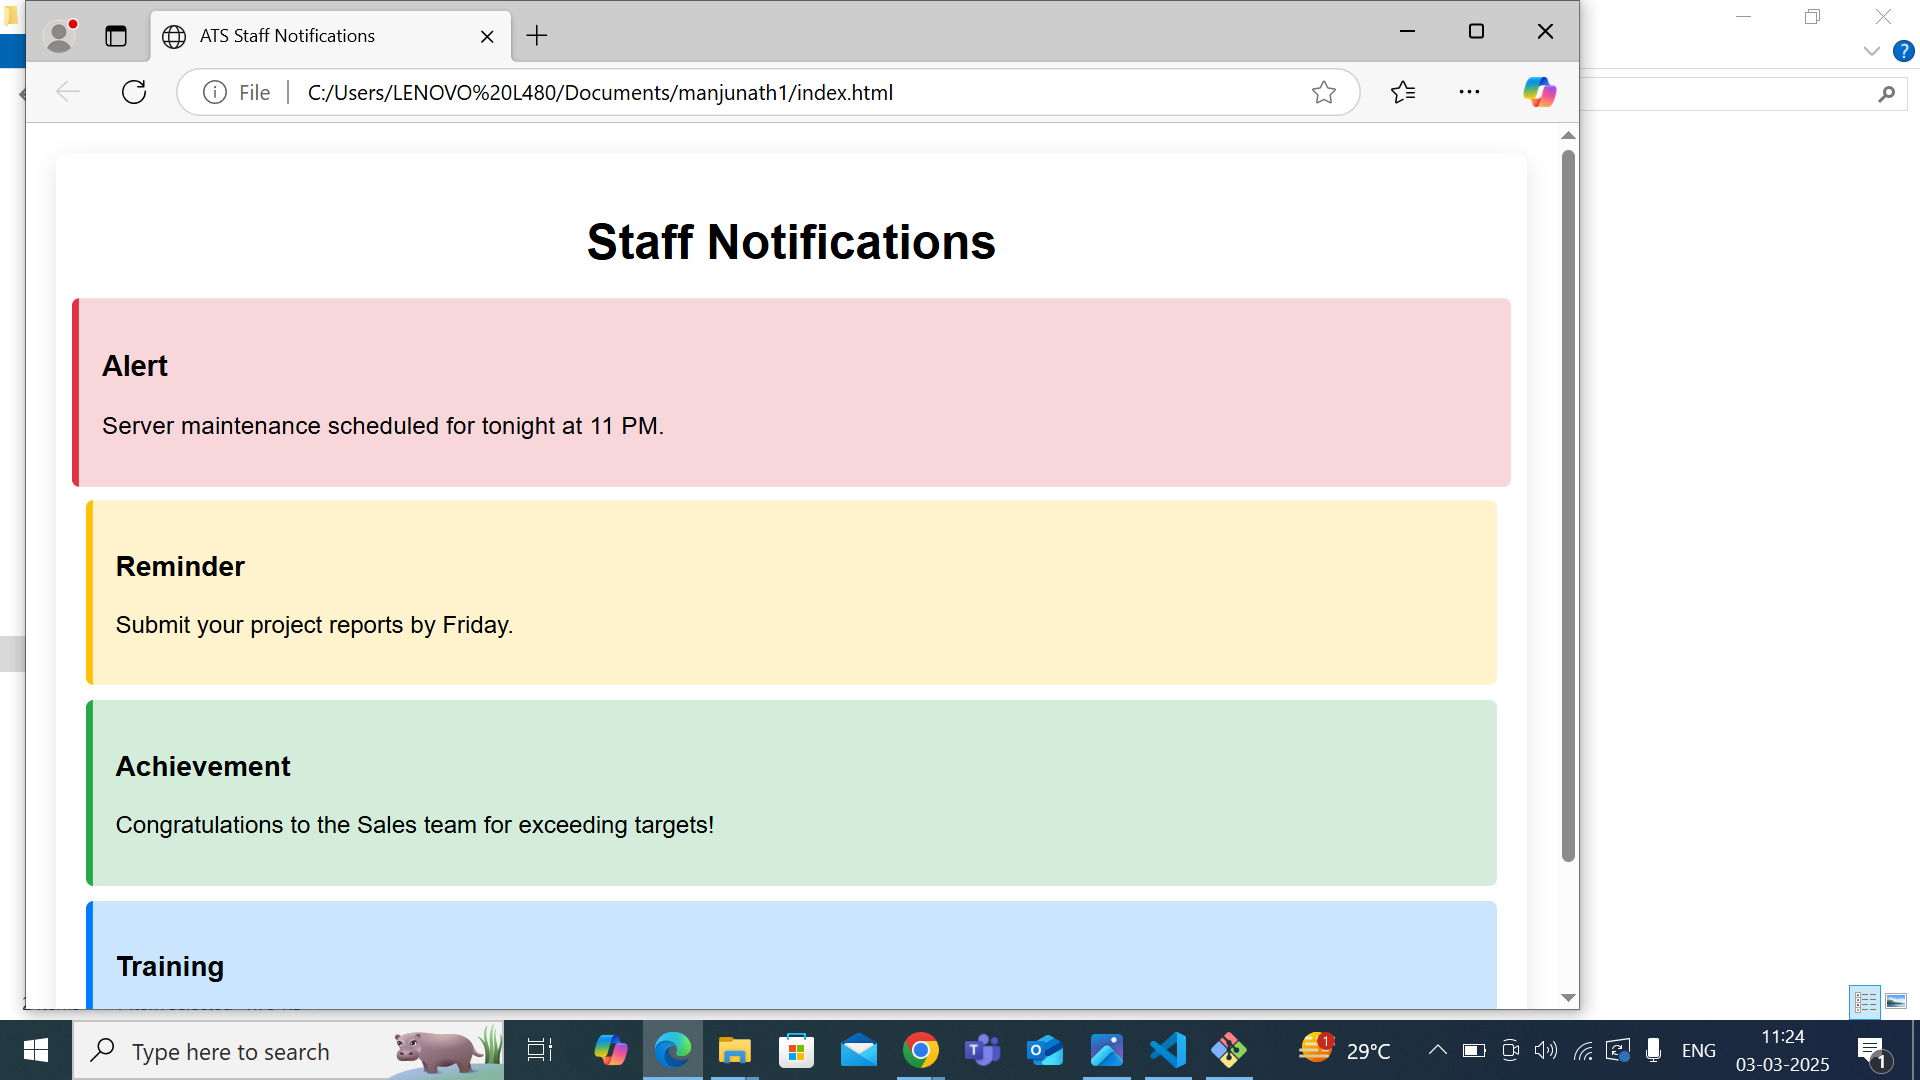 ATS Staff Notifications
File
C:/Users/LENOVO%20L480/Documents/manjunath1/index.html
?
Staff Notifications
Alert
Server maintenance scheduled for tonight at 11 PM.
Reminder
Submit your project reports by Friday.
Achievement
Congratulations to the Sales team for exceeding targets!
Training
Type here to search
1
29°C
ENG
11:24
03-03-2025
1